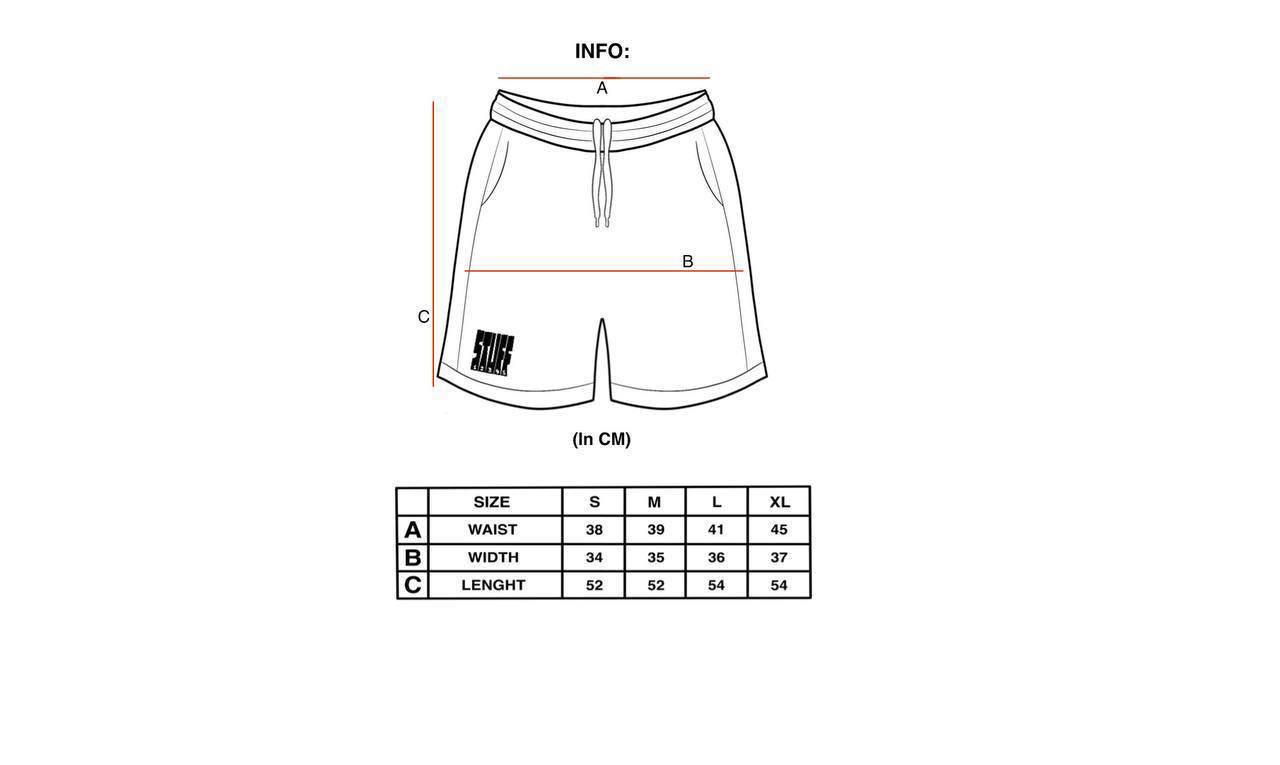 INFO:
A
B
C
STUFF
(In CM)
SIZE S M L XL
A WAIST 38 39 41 45
B WIDTH 34 35 36 37
C LENGHT 52 52 54 54